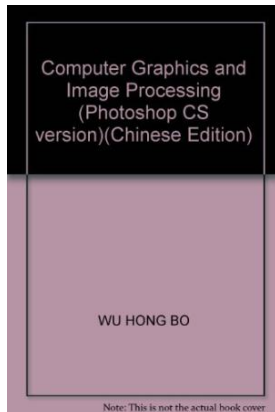 Computer Graphics and
Image Processing
(Photoshop CS
version)(Chinese Edition)
WU HONG BO
Note: This is not the actual book cover